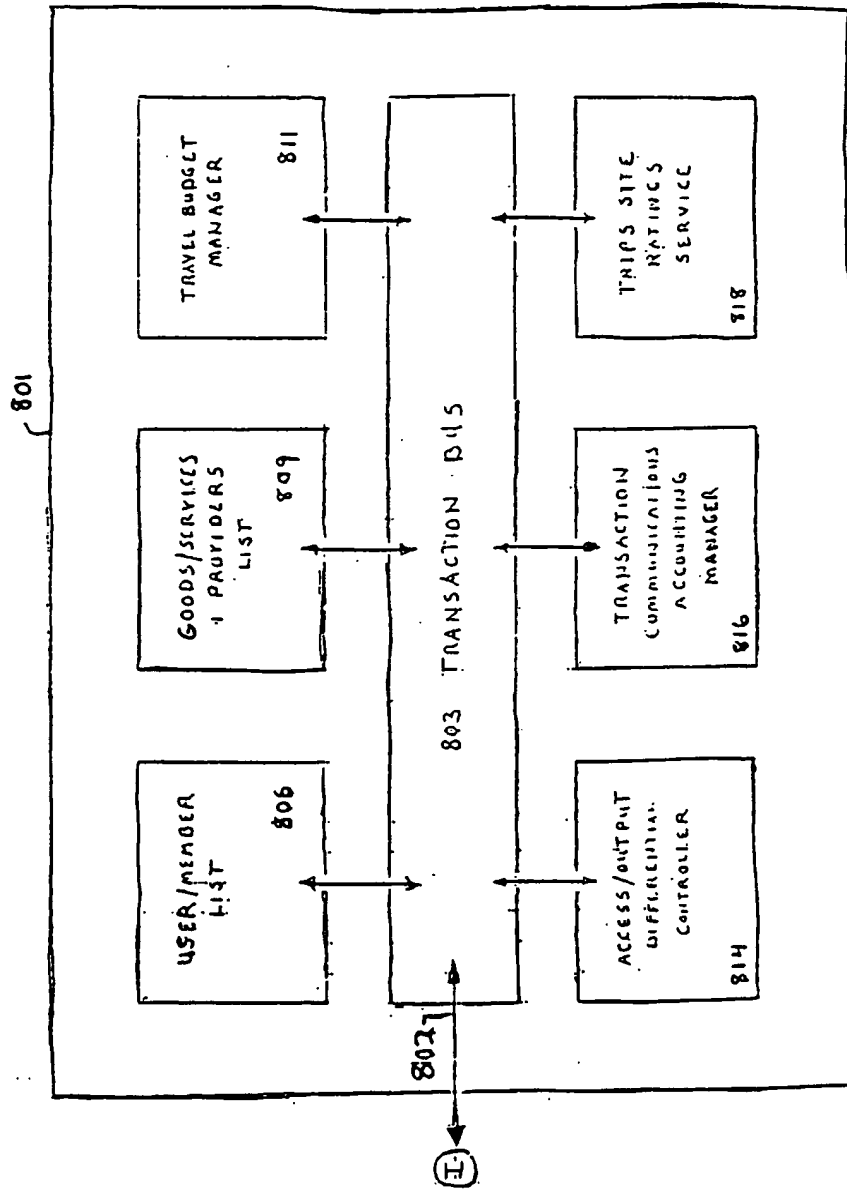 801
USER/MEMBER
LIST
806
GOODS/SERVICES
+ PROVIDERS
LIST
809
TRAVEL BUDGET
MANAGER
811
I
802
803 TRANSACTION BUS
ACCESS/OUTPUT
DIFFERENTIAL
CONTROLLER
814
TRANSACTION
COMMUNICATIONS
ACCOUNTING
MANAGER
816
TRIPS SITE
RATINGS
SERVICE
818